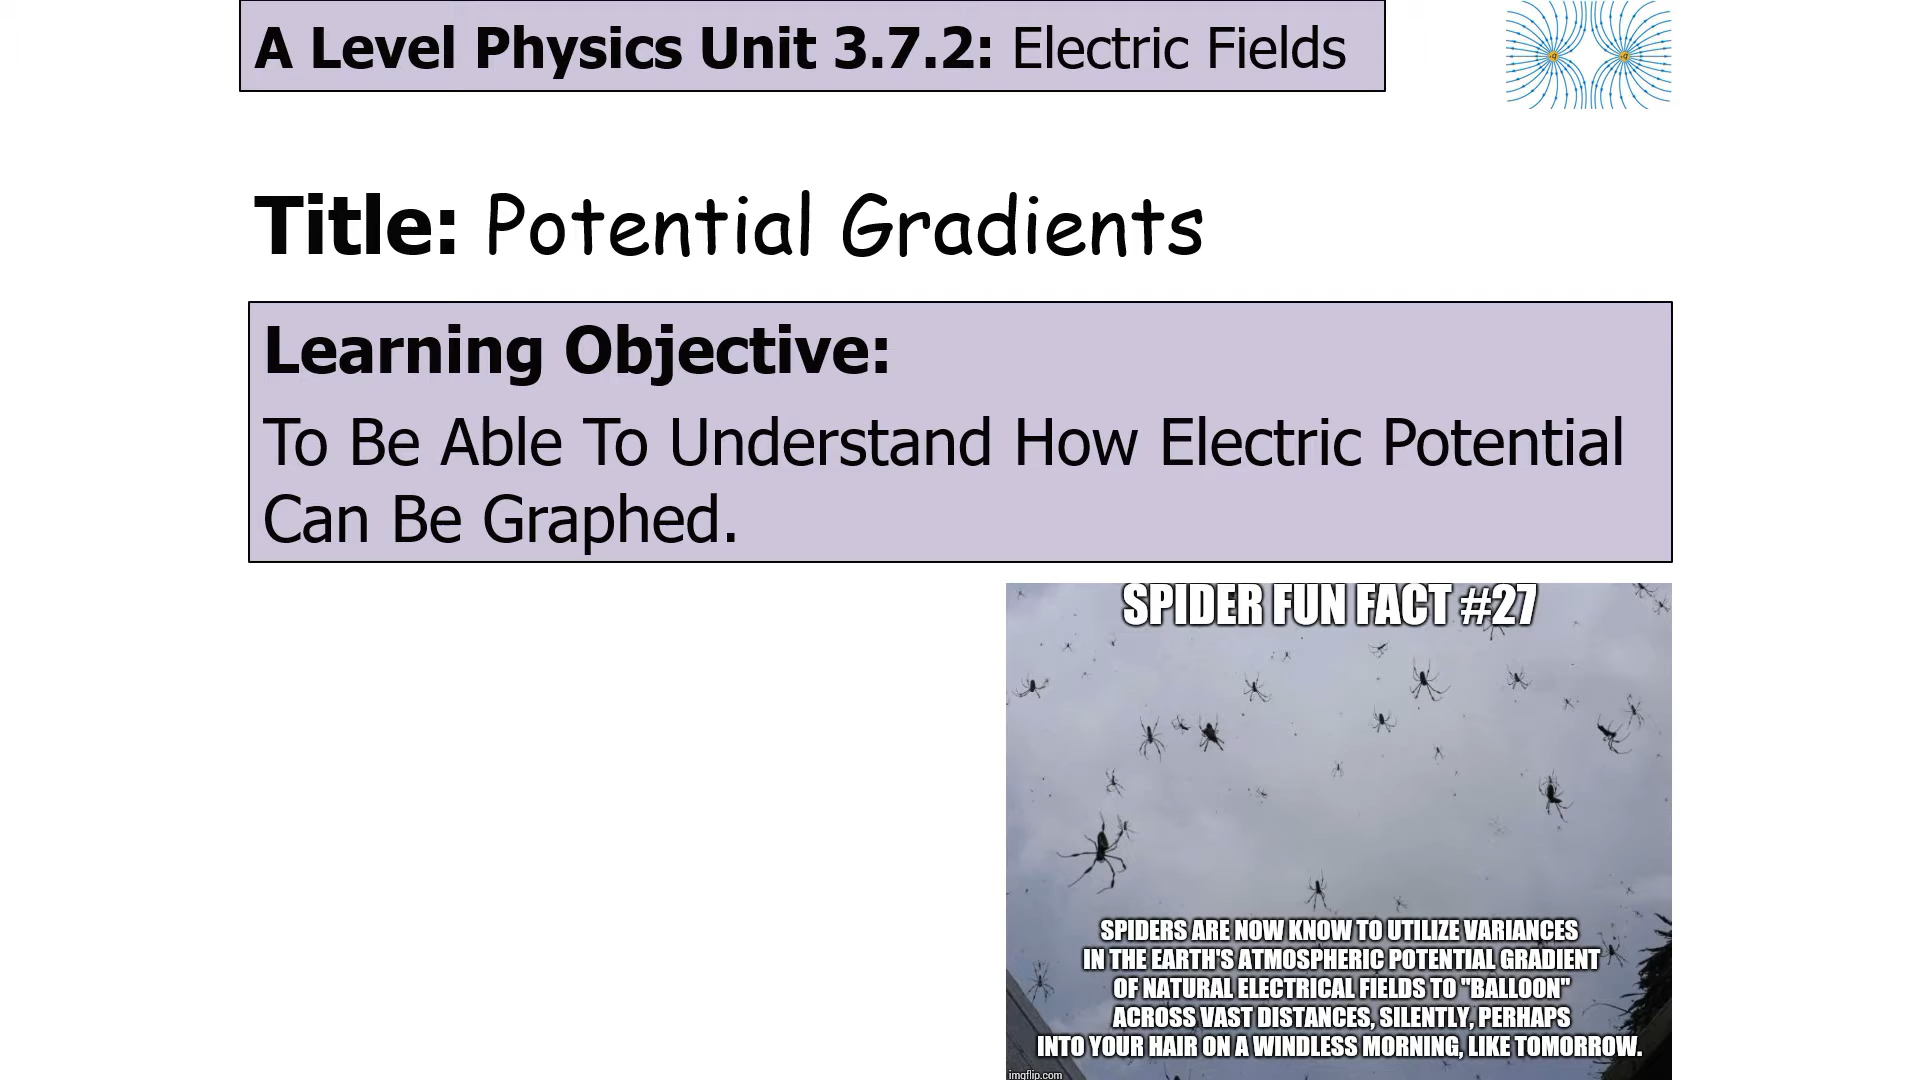 A Level Physics Unit 3.7.2: Electric Fields
Title: Potential Gradients
Learning Objective:
To Be Able To Understand How Electric Potential
Can Be Graphed.
SPIDER FUN FACT #27
SPIDERS ARE NOW KNOW TO UTILIZE VARIANCES
IN THE EARTH'S ATMOSPHERIC POTENTIAL GRADIENT
OF NATURAL ELECTRICAL FIELDS TO "BALLOON"
ACROSS VAST DISTANCES, SILENTLY, PERHAPS
INTO YOUR HAIR ON A WINDLESS MORNING, LIKE TOMORROW.
imgflip.com